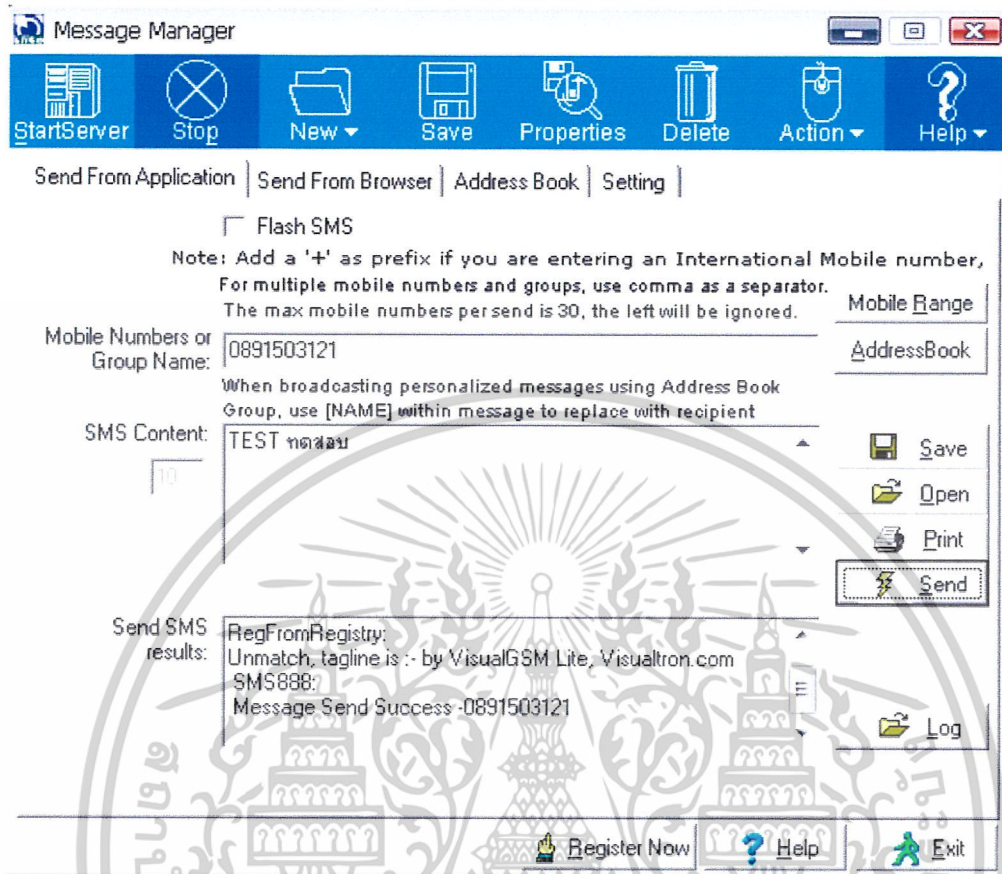 Message Manager
StartServer Stop New Save Properties Delete Action Help
Send From Application Send From Browser Address Book Setting
Flash SMS
Note: Add a '+' as prefix if you are entering an International Mobile number,
For multiple mobile numbers and groups, use comma as a separator.
The max mobile numbers per send is 30, the left will be ignored.
Mobile Range
Mobile Numbers or
Group Name:
0891503121
AddressBook
When broadcasting personalized messages using Address Book
Group, use [NAME] within message to replace with recipient
SMS Content:
TEST ทดสอบ
10
Save
Open
Print
Send
Send SMS
results:
RegFromRegistry:
Unmatch, tagline is :- by VisualGSM Lite, Visualtron.com
SMS888:
Message Send Success -0891503121
Log
Register Now Help Exit